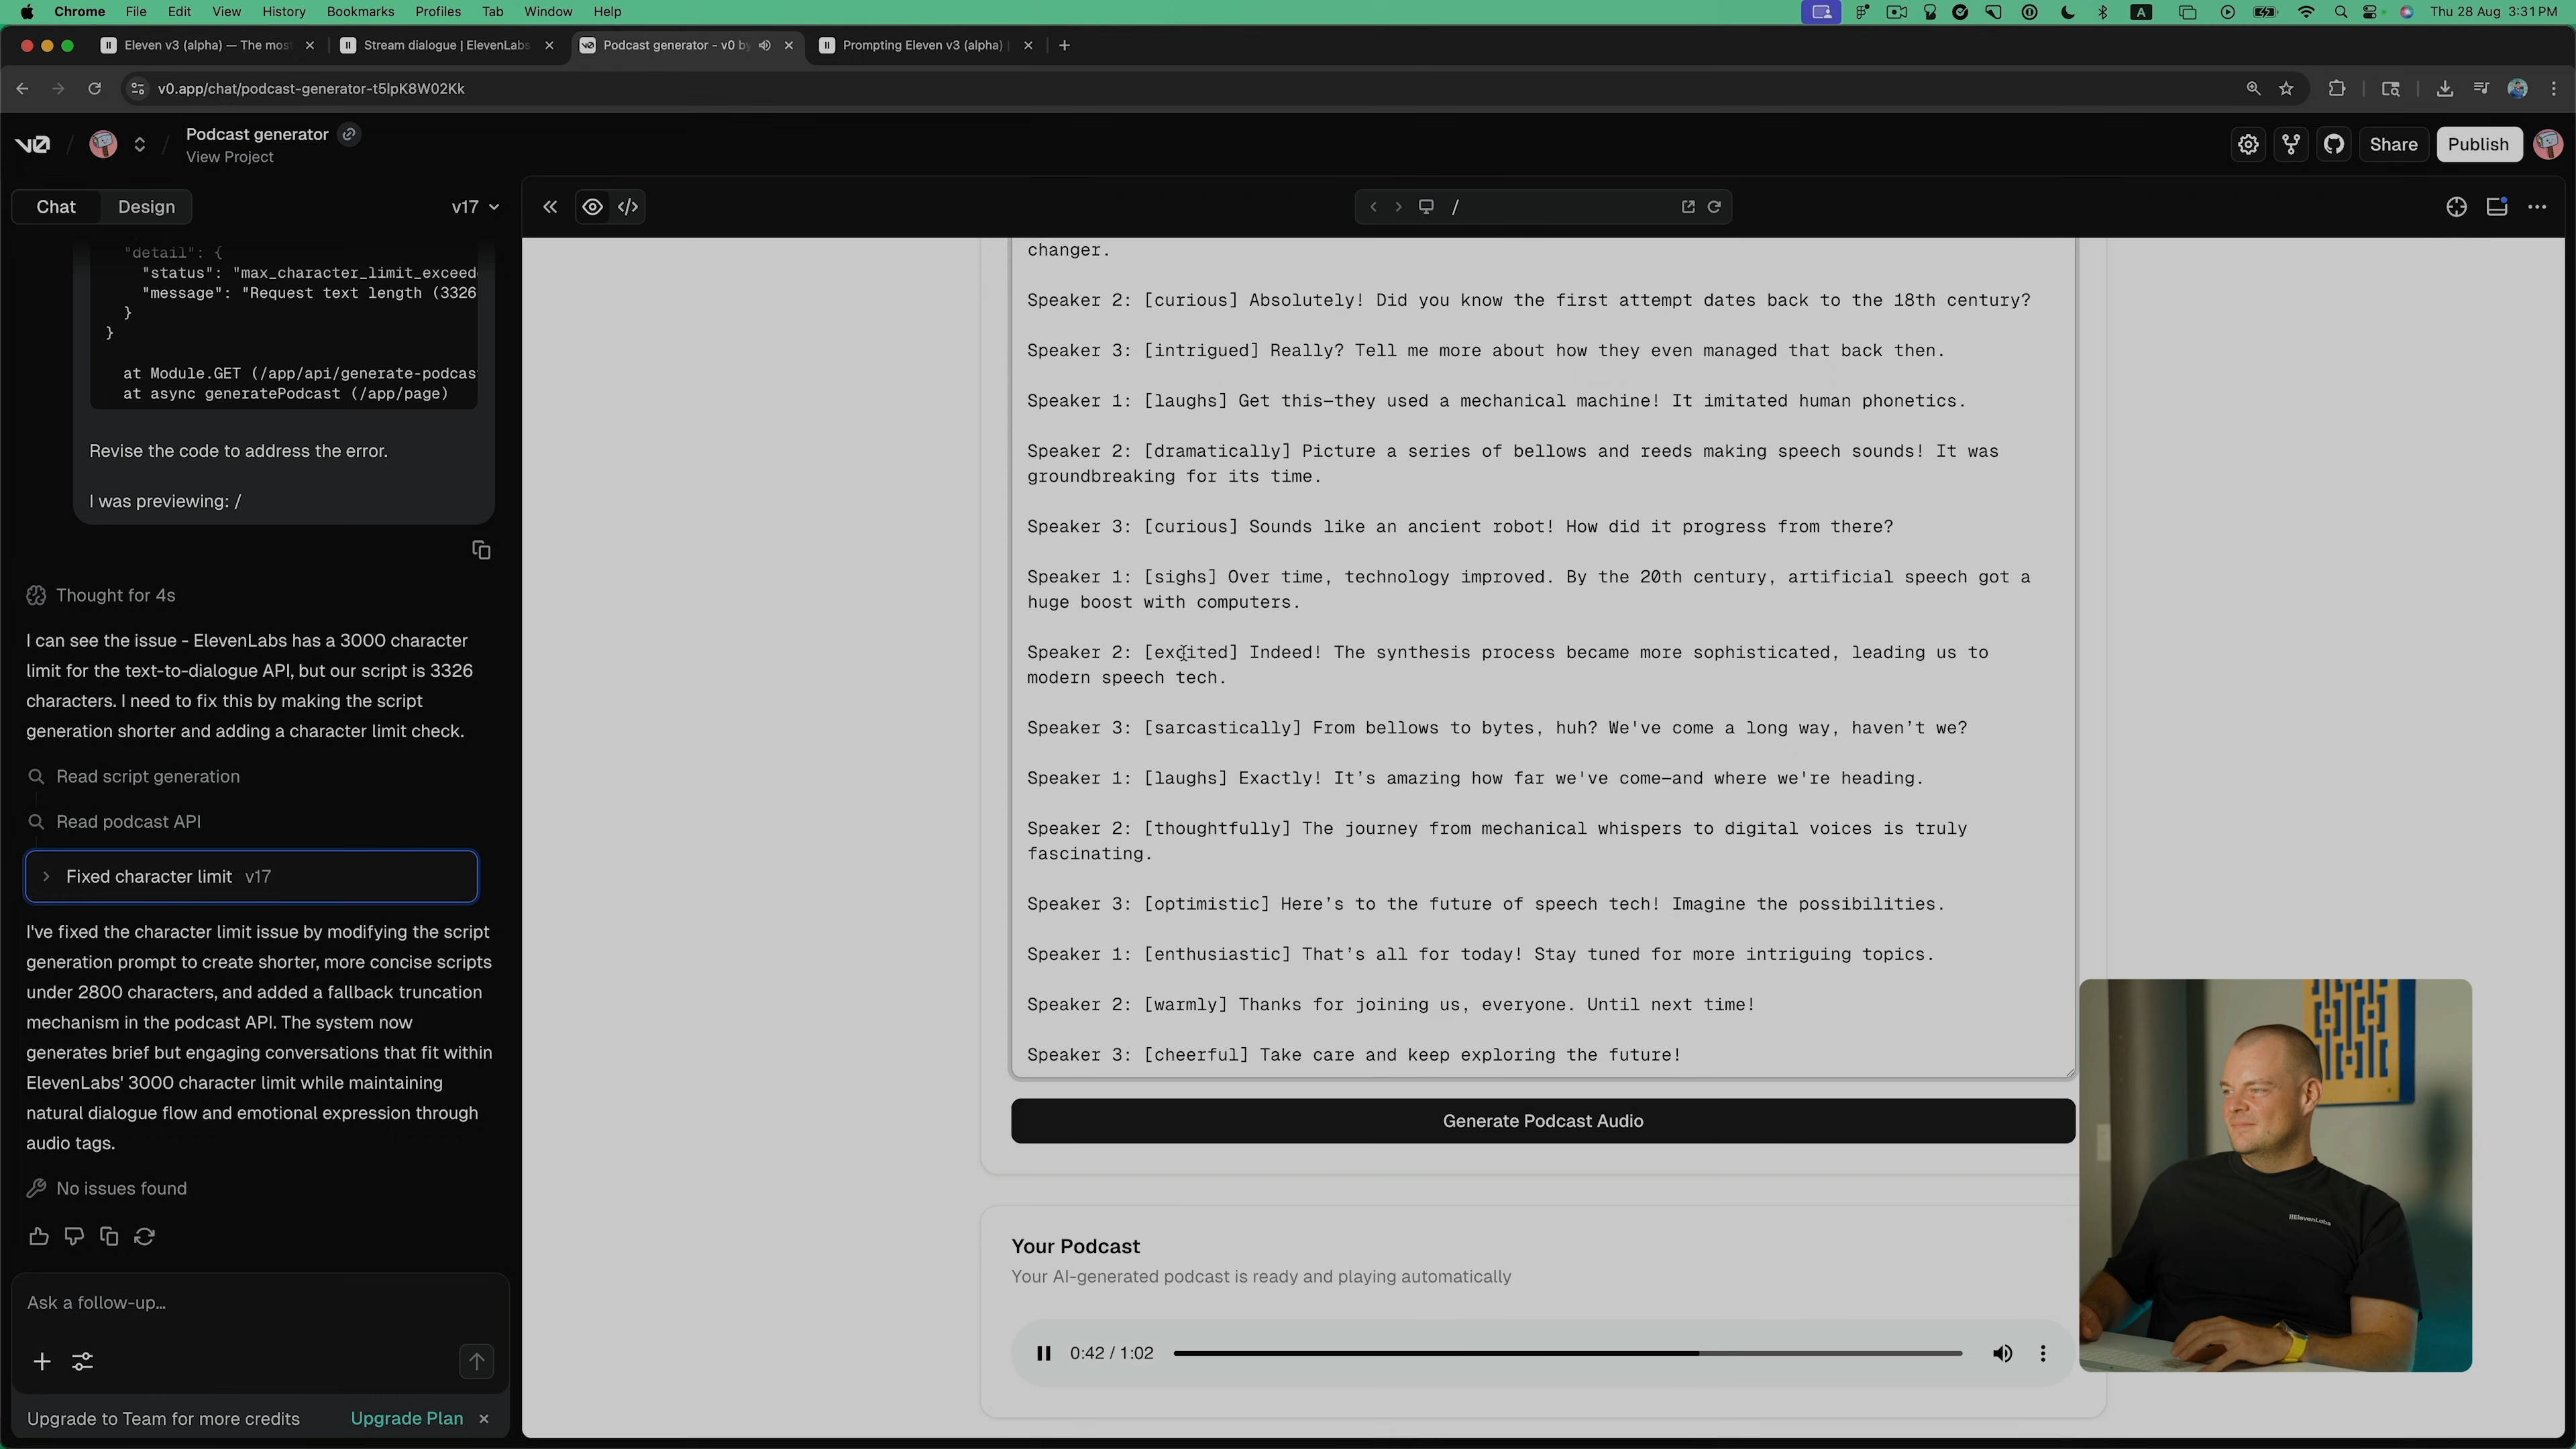 Chrome File Edit View History Bookmarks Profiles Tab Window Help
A
Thu 28 Aug 3:31 PM
Eleven v3 (alpha) — The mos
Stream dialogue | ElevenLabs
Podcast generator - v0 by
Prompting Eleven v3 (alpha) |
v0.app/chat/podcast-generator-t5lpK8W02Kk
v0 / / Podcast generator
View Project
Share
Publish
Chat
Design
v17
/
"detail": {
"status": "max_character_limit_exceed
"message": "Request text length (3326
}
}
at Module.GET (/app/api/generate-podcas
at async generatePodcast (/app/page)
Revise the code to address the error.
I was previewing: /
Thought for 4s
I can see the issue - ElevenLabs has a 3000 character
limit for the text-to-dialogue API, but our script is 3326
characters. I need to fix this by making the script
generation shorter and adding a character limit check.
Read script generation
Read podcast API
Fixed character limit v17
I've fixed the character limit issue by modifying the script
generation prompt to create shorter, more concise scripts
under 2800 characters, and added a fallback truncation
mechanism in the podcast API. The system now
generates brief but engaging conversations that fit within
ElevenLabs' 3000 character limit while maintaining
natural dialogue flow and emotional expression through
audio tags.
No issues found
Ask a follow-up...
Upgrade to Team for more credits
Upgrade Plan
changer.
Speaker 2: [curious] Absolutely! Did you know the first attempt dates back to the 18th century?
Speaker 3: [intrigued] Really? Tell me more about how they even managed that back then.
Speaker 1: [laughs] Get this—they used a mechanical machine! It imitated human phonetics.
Speaker 2: [dramatically] Picture a series of bellows and reeds making speech sounds! It was
groundbreaking for its time.
Speaker 3: [curious] Sounds like an ancient robot! How did it progress from there?
Speaker 1: [sighs] Over time, technology improved. By the 20th century, artificial speech got a
huge boost with computers.
Speaker 2: [excited] Indeed! The synthesis process became more sophisticated, leading us to
modern speech tech.
Speaker 3: [sarcastically] From bellows to bytes, huh? We've come a long way, haven’t we?
Speaker 1: [laughs] Exactly! It’s amazing how far we've come—and where we're heading.
Speaker 2: [thoughtfully] The journey from mechanical whispers to digital voices is truly
fascinating.
Speaker 3: [optimistic] Here’s to the future of speech tech! Imagine the possibilities.
Speaker 1: [enthusiastic] That’s all for today! Stay tuned for more intriguing topics.
Speaker 2: [warmly] Thanks for joining us, everyone. Until next time!
Speaker 3: [cheerful] Take care and keep exploring the future!
Generate Podcast Audio
Your Podcast
Your AI-generated podcast is ready and playing automatically
0:42 / 1:02
IIElevenLabs